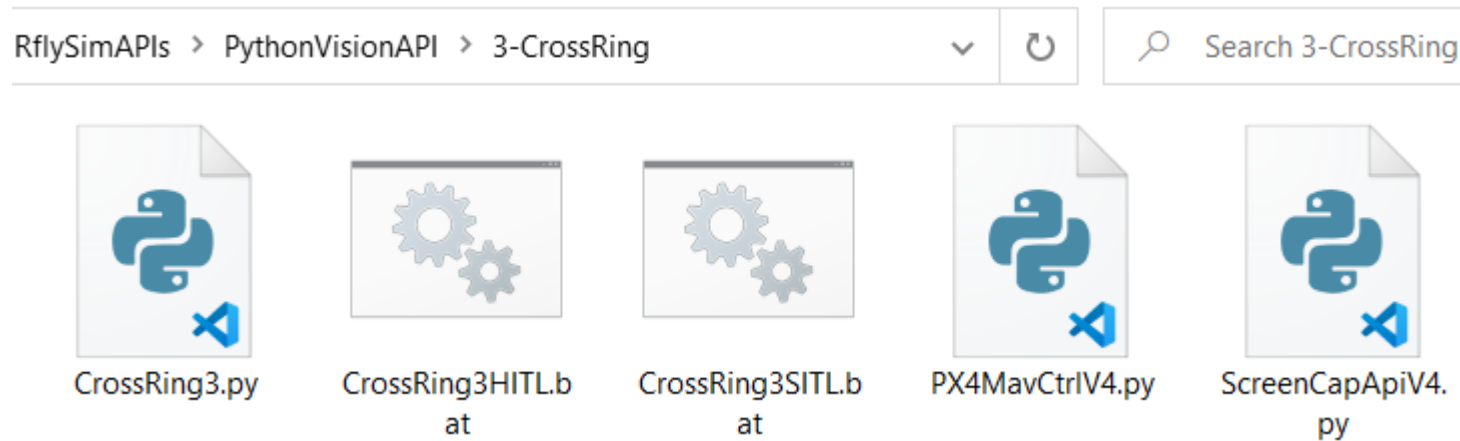 RflySimAPIs > PythonVisionAPI > 3-CrossRing
Search 3-CrossRing
CrossRing3.py
CrossRing3HITL.b
at
CrossRing3SITL.b
at
PX4MavCtrlV4.py
ScreenCapApiV4.
py